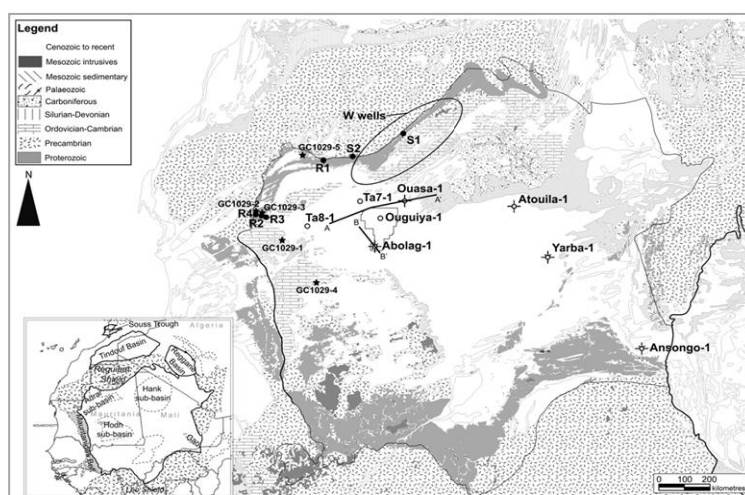 Legend
Cenozoic to recent
Mesozoic intrusives
Mesozoic sedimentary
Palaeozoic
Carboniferous
Silurian-Devonian
Ordovician-Cambrian
Precambrian
Proterozoic
N
W wells
GC1029-5
S2
S1
R1
GC1029-2
GC1029-3
R4
R3
R2
Ta7-1
Ouasa-1
A'
Ta8-1
A
Ouguiya-1
Atouila-1
B
GC1029-1
Abolag-1
B'
Yarba-1
GC1029-4
Ansongo-1
Souss Trough
Algeria
Tindouf Basin
Reggane Basin
Reguibat Shield
Adrar sub-basin
Hank sub-basin
Mauritania
Mali
Hodh sub-basin
0 100 200
kilometres